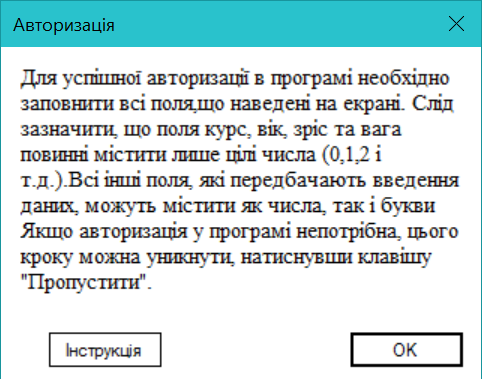 Авторизація
Для успішної авторизації в програмі необхідно
заповнити всі поля,що наведені на екрані. Слід
зазначити, що поля курс, вік, зріс та вага
повинні містити лише цілі числа (0,1,2 і
т.д.).Всі інші поля, які передбачають введення
даних, можуть містити як числа, так і букви
Якщо авторизація у програмі непотрібна, цього
кроку можна уникнути, натиснувши клавішу
"Пропустити".
Інструкція
OK